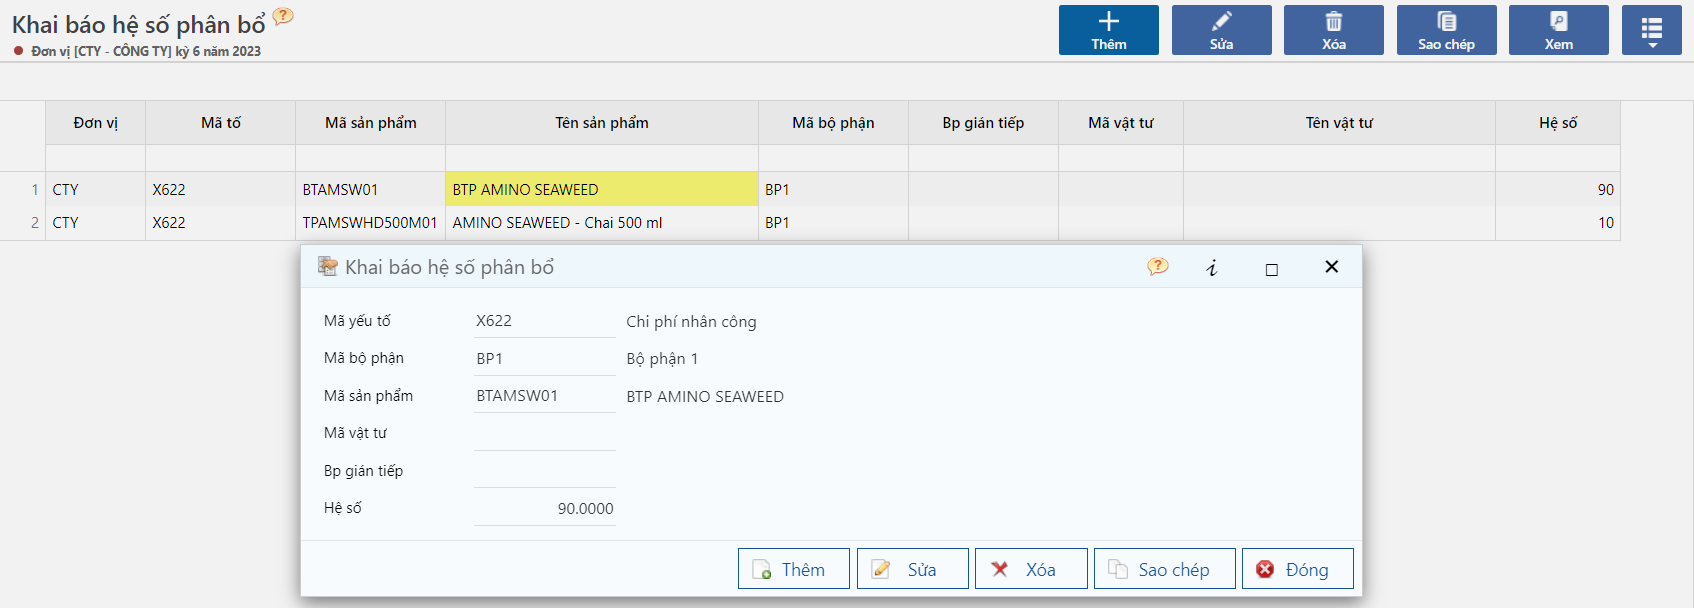 Khai báo hệ số phân bổ
Đơn vị [CTY - CÔNG TY] kỳ 6 năm 2023
Thêm Sửa Xóa Sao chép Xem
Đơn vị Mã tố Mã sản phẩm Tên sản phẩm Mã bộ phận Bp gián tiếp Mã vật tư Tên vật tư Hệ số
1 CTY X622 BTAMSW01 BTP AMINO SEAWEED BP1 90
2 CTY X622 TPAMSWHD500M01 AMINO SEAWEED - Chai 500 ml BP1 10
Khai báo hệ số phân bổ
Mã yếu tố X622 Chi phí nhân công
Mã bộ phận BP1 Bộ phận 1
Mã sản phẩm BTAMSW01 BTP AMINO SEAWEED
Mã vật tư
Bp gián tiếp
Hệ số 90.0000
Thêm Sửa Xóa Sao chép Đóng